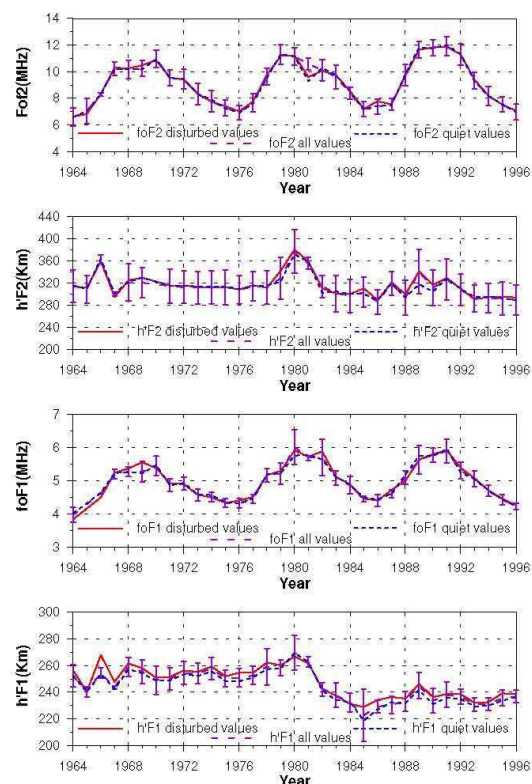 14
12
10
8
6
4
Fof2(MHz)
foF2 disturbed values
foF2 quiet values
foF2 all values
1964 1968 1972 1976 1980 1984 1988 1992 1996
Year
440
400
360
320
280
240
200
h'F2(Km)
h'F2 disturbed values
h'F2 quiet values
h'F2 all values
1964 1968 1972 1976 1980 1984 1988 1992 1996
Year
7
6
5
4
3
foF1(MHz)
foF1 disturbed values
foF1 quiet values
foF1 all values
1964 1968 1972 1976 1980 1984 1988 1992 1996
Year
300
280
260
240
220
200
h'F1(Km)
h'F1 disturbed values
h'F1 quiet values
h'F1 all values
1964 1968 1972 1976 1980 1984 1988 1992 1996
Year